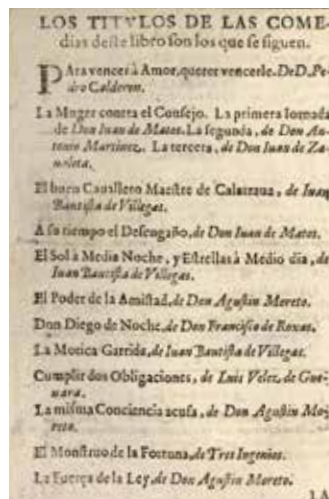 LOS TITVLOS DE LAS COME-
dias deste libro son los que se siguen.
PAra vencer à Amor, querer vencerle. De D. Pe-
dro Calderon.
La Muger contra el Consejo. La primera Iornada
de Don Iuan de Matos. La segunda, de Don An-
tonio Martinez. La tercera, de Don Iuan de Za-
ualeta.
El buen Cauallero Maestre de Calatraua, de Iuan
Bautista de Villegas.
A su tiempo el Desengaño, de Don Iuan de Matos.
El Sol à Media Noche, y Estrellas à Medio dia, de
Iuan Bautista de Villegas.
El Poder de la Amistad, de Don Agustin Moreto.
Don Diego de Noche, de Don Francisco de Roxas.
La Morica Garrida, de Iuan Bautista de Villegas.
Cumplir dos Obligaciones, de Luis Velez de Gue-
uara.
La misma Conciencia acusa, de Don Agustin Mo-
reto.
El Monstruo de la Fortuna, de Tres Ingenios.
La Fuerça de la Ley, de Don Agustin Moreto.